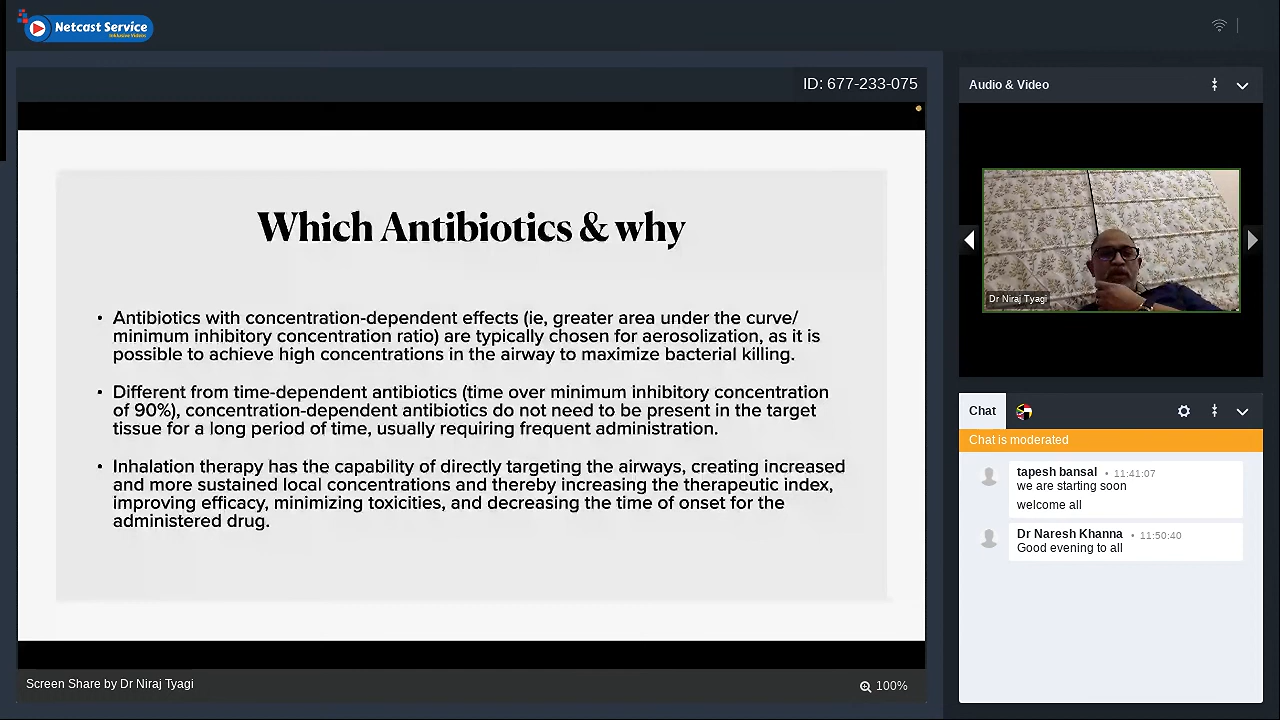 Netcast Service
Inklusive Videos
ID: 677-233-075
Which Antibiotics & why
• Antibiotics with concentration-dependent effects (ie, greater area under the curve/
minimum inhibitory concentration ratio) are typically chosen for aerosolization, as it is
possible to achieve high concentrations in the airway to maximize bacterial killing.
• Different from time-dependent antibiotics (time over minimum inhibitory concentration
of 90%), concentration-dependent antibiotics do not need to be present in the target
tissue for a long period of time, usually requiring frequent administration.
• Inhalation therapy has the capability of directly targeting the airways, creating increased
and more sustained local concentrations and thereby increasing the therapeutic index,
improving efficacy, minimizing toxicities, and decreasing the time of onset for the
administered drug.
Screen Share by Dr Niraj Tyagi
100%
Audio & Video
Dr Niraj Tyagi
Chat
Chat is moderated
tapesh bansal • 11:41:07
we are starting soon
welcome all
Dr Naresh Khanna • 11:50:40
Good evening to all